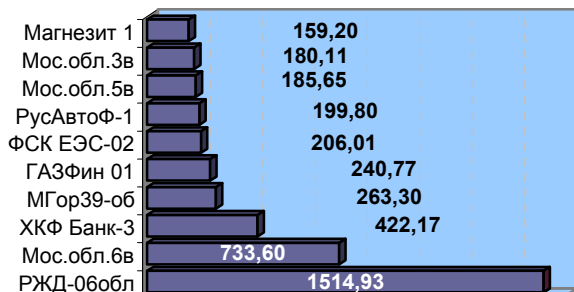 Магнезит 1 159,20
Мос.обл.3в 180,11
Мос.обл.5в 185,65
РусАвтоФ-1 199,80
ФСК ЕЭС-02 206,01
ГАЗФин 01 240,77
МГор39-об 263,30
ХКФ Банк-3 422,17
Мос.обл.6в 733,60
РЖД-06обл 1514,93